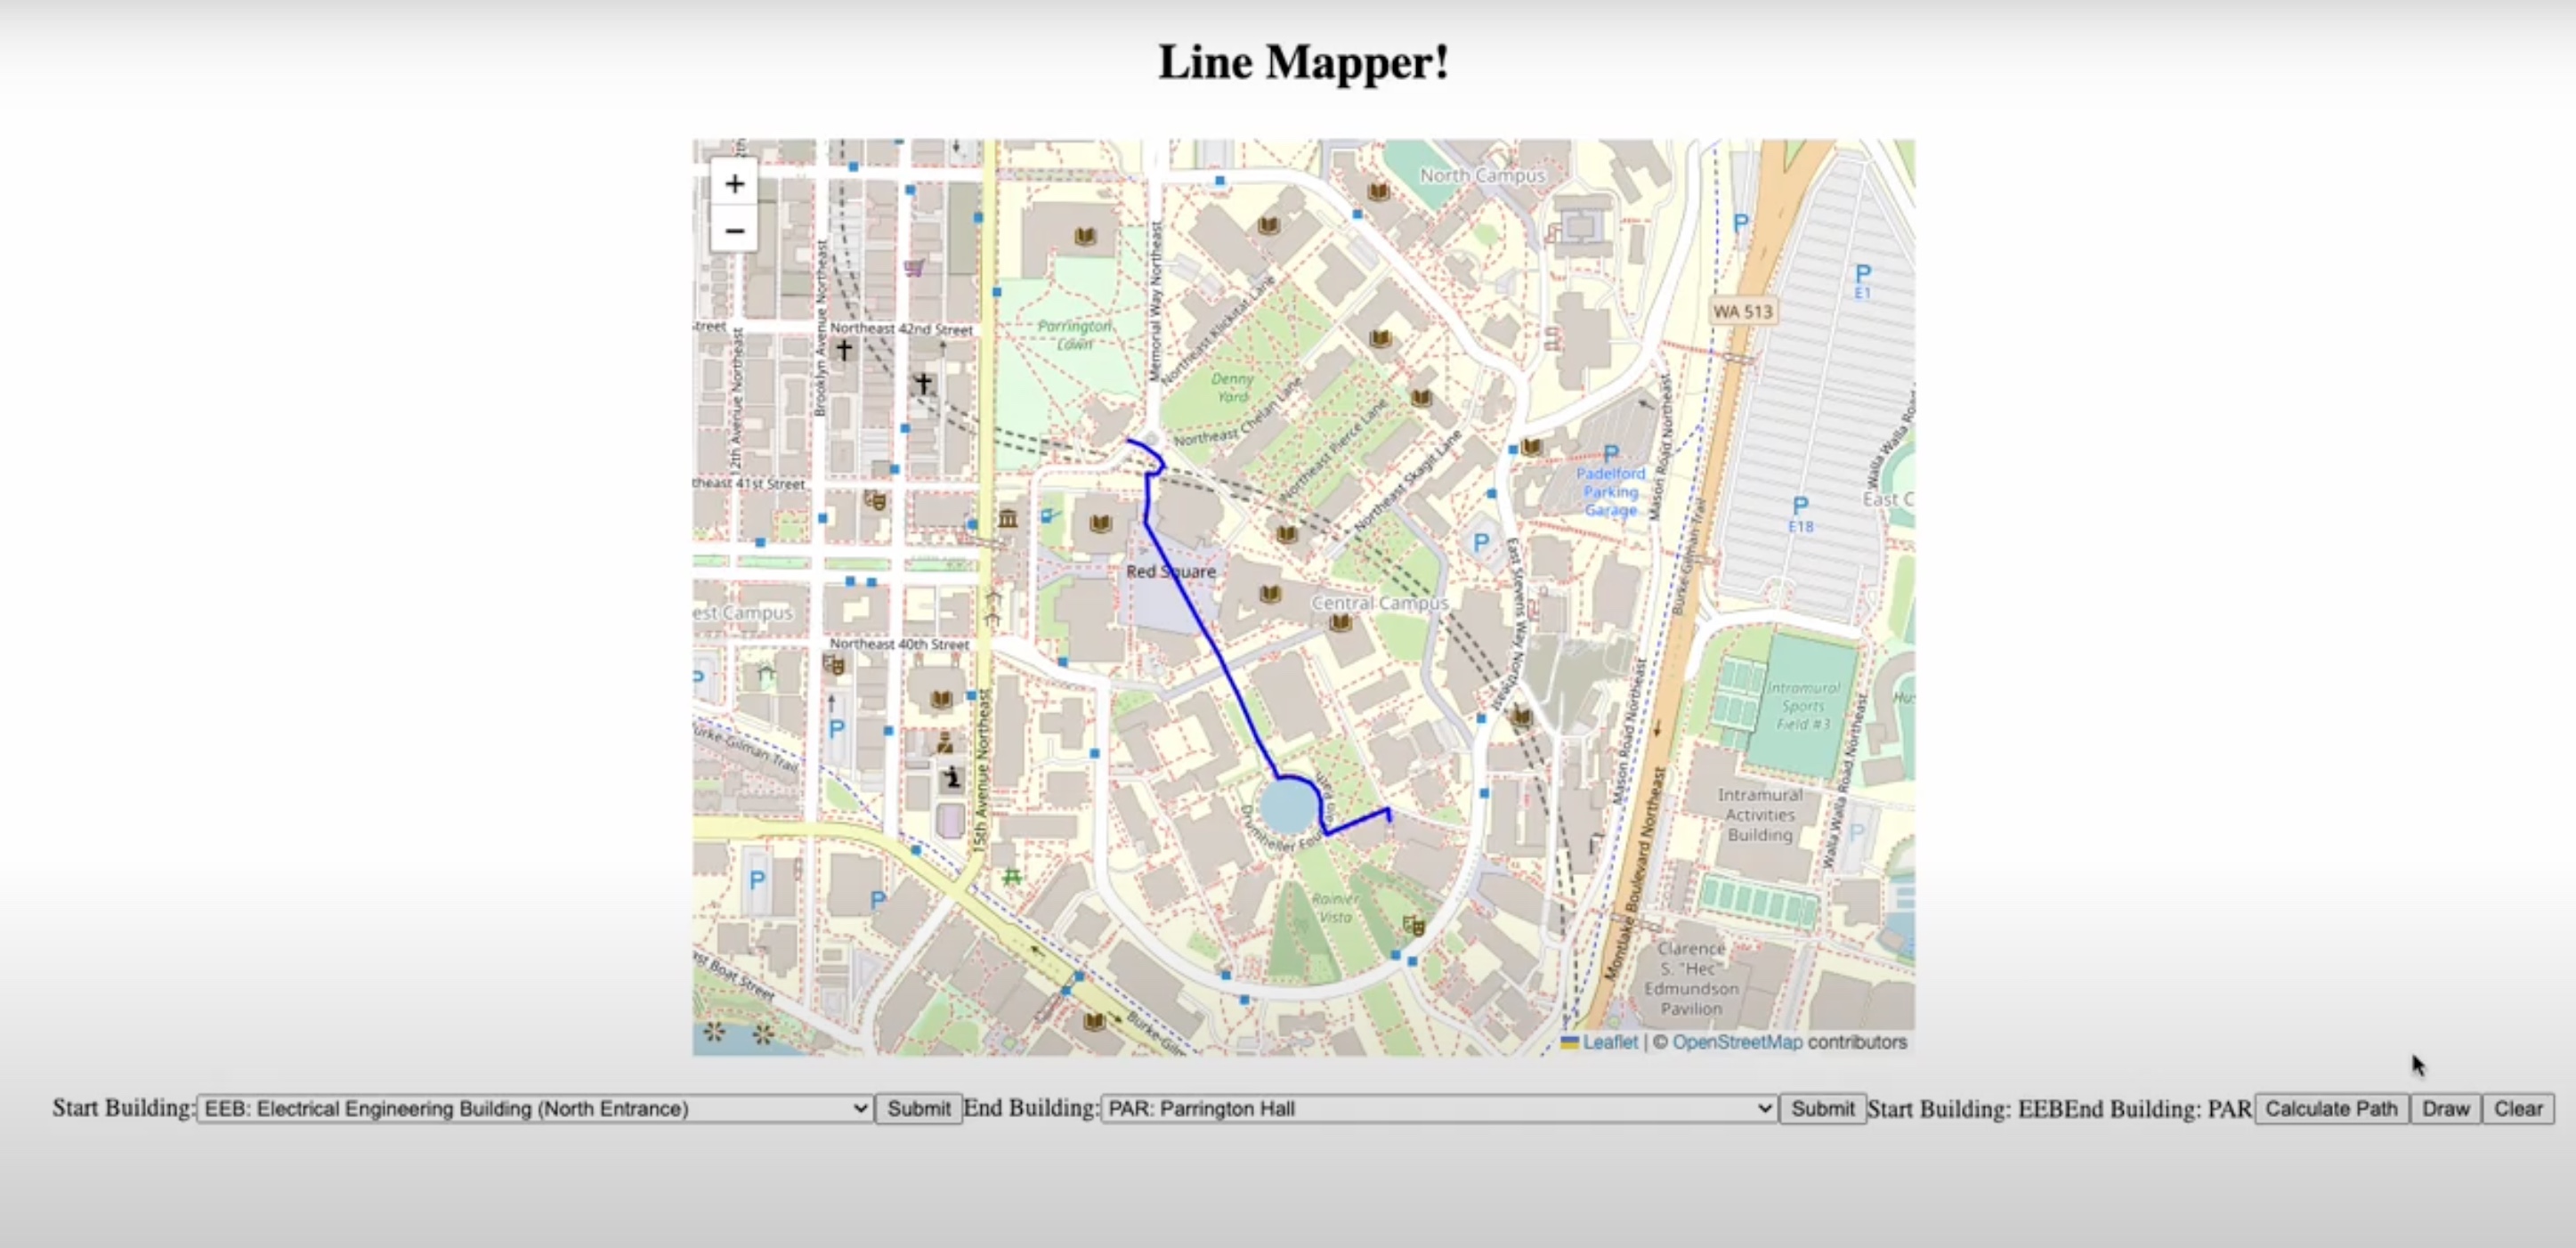 Line Mapper!
+
−
North Campus
P
P
E1
WA 513
Memorial Way Northeast
Brooklyn Avenue Northeast
12th Avenue Northeast
street
Northeast 42nd Street
Parrington
Lawn
Northeast Klickitat Lane
Denny
Yard
Northeast Chelan Lane
Northeast Pierce Lane
Northeast Skagit Lane
P
Padelford
Parking
Garage
Mason Road Northeast
Burke-Gilman Trail
P
E18
Walla Walla Road
East C
theast 41st Street
P
East Stevens Way Northeast
Red Square
Central Campus
est Campus
Northeast 40th Street
P
P
urke-Gilman Trail
15th Avenue Northeast
Mason Road Northeast
Intramural
Sports
Field #3
Hus
Walla Walla Road Northeast
Montlake Boulevard Northeast
Intramural
Activities
Building
P
Drumheller Foun
P
P
Rainier
Vista
Clarence
S. "Hec"
Edmundson
Pavilion
ast Boat Street
Burke-Gilm
Leaflet | © OpenStreetMap contributors
Start Building: EEB: Electrical Engineering Building (North Entrance) Submit End Building: PAR: Parrington Hall Submit Start Building: EEBEnd Building: PAR Calculate Path Draw Clear